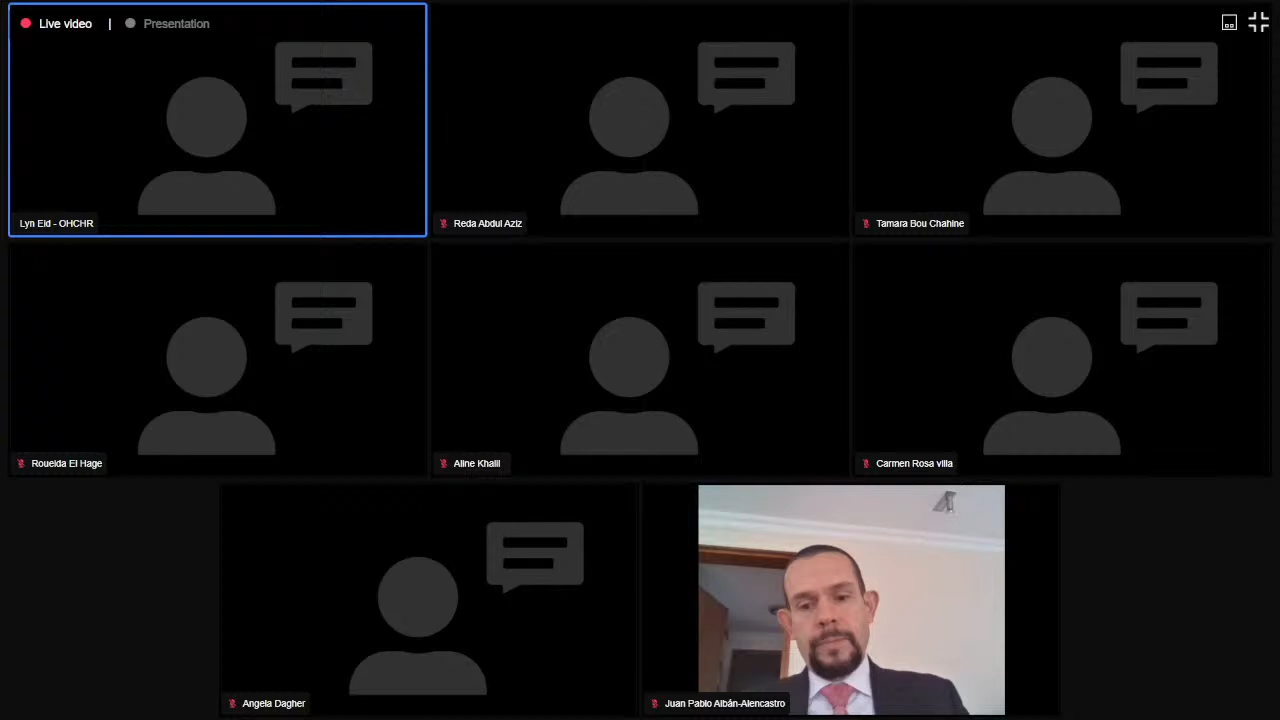 Live video | Presentation
Lyn Eid - OHCHR
Reda Abdul Aziz
Tamara Bou Chahine
Roueida El Hage
Aline Khalil
Carmen Rosa villa
Angela Dagher
Juan Pablo Albán-Alencastro